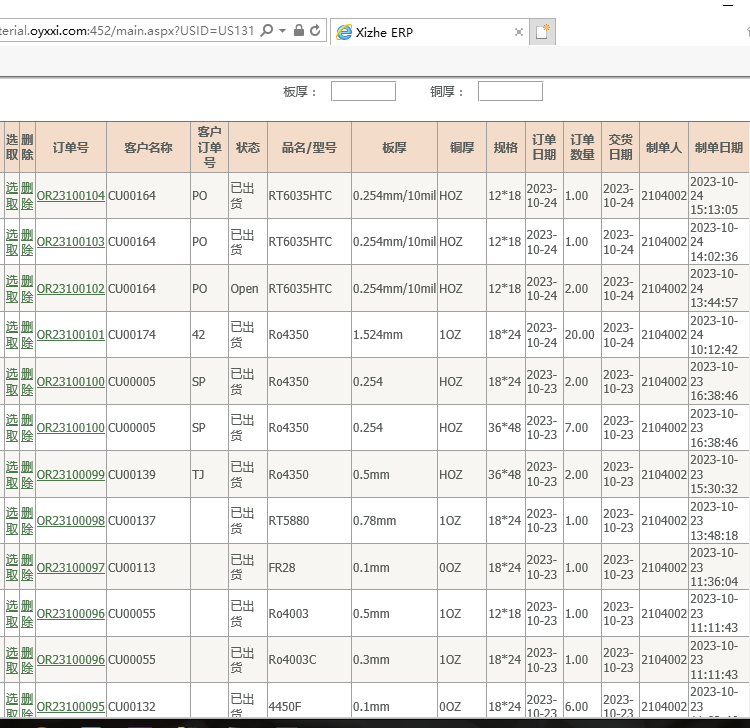 terial.oyxxi.com:452/main.aspx?USID=US131 Xizhe ERP
板厚： 铜厚：
选取 删除 订单号 客户名称 客户订单号 状态 品名/型号 板厚 铜厚 规格 订单日期 订单数量 交货日期 制单人 制单日期
选取 删除 OR23100104 CU00164 PO 已出货 RT6035HTC 0.254mm/10mil HOZ 12*18 2023-10-24 1.00 2023-10-24 2104002 2023-10-24 15:13:05
选取 删除 OR23100103 CU00164 PO 已出货 RT6035HTC 0.254mm/10mil HOZ 12*18 2023-10-24 1.00 2023-10-24 2104002 2023-10-24 14:02:36
选取 删除 OR23100102 CU00164 PO Open RT6035HTC 0.254mm/10mil HOZ 12*18 2023-10-24 2.00 2023-10-24 2104002 2023-10-24 13:44:57
选取 删除 OR23100101 CU00174 42 已出货 Ro4350 1.524mm 1OZ 18*24 2023-10-24 20.00 2023-10-24 2104002 2023-10-24 10:12:42
选取 删除 OR23100100 CU00005 SP 已出货 Ro4350 0.254 HOZ 18*24 2023-10-23 2.00 2023-10-23 2104002 2023-10-23 16:38:46
选取 删除 OR23100100 CU00005 SP 已出货 Ro4350 0.254 HOZ 36*48 2023-10-23 7.00 2023-10-23 2104002 2023-10-23 16:38:46
选取 删除 OR23100099 CU00139 TJ 已出货 Ro4350 0.5mm HOZ 36*48 2023-10-23 2.00 2023-10-23 2104002 2023-10-23 15:30:32
选取 删除 OR23100098 CU00137 已出货 RT5880 0.78mm 1OZ 18*24 2023-10-23 1.00 2023-10-23 2104002 2023-10-23 13:48:18
选取 删除 OR23100097 CU00113 已出货 FR28 0.1mm 0OZ 18*24 2023-10-23 1.00 2023-10-23 2104002 2023-10-23 11:36:04
选取 删除 OR23100096 CU00055 已出货 Ro4003 0.5mm 1OZ 12*18 2023-10-23 1.00 2023-10-23 2104002 2023-10-23 11:11:43
选取 删除 OR23100096 CU00055 已出货 Ro4003C 0.3mm 1OZ 18*24 2023-10-23 1.00 2023-10-23 2104002 2023-10-23 11:11:43
选取 删除 OR23100095 CU00132 已出货 4450F 0.1mm 0OZ 18*24 2023-10-23 6.00 2023-10-23 2104002 2023-10-23